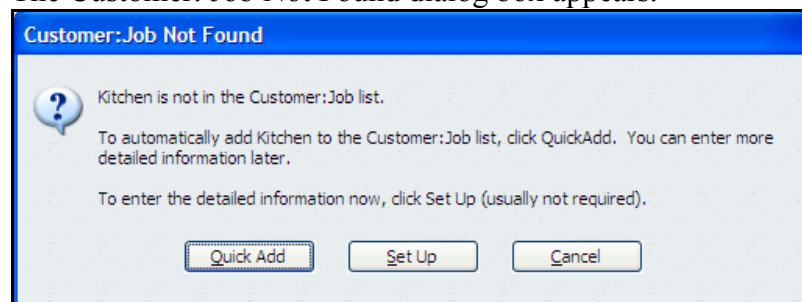 The Customer: Job Not Found dialog box appears.
Customer:Job Not Found
Kitchen is not in the Customer:Job list.
To automatically add Kitchen to the Customer:Job list, click QuickAdd. You can enter more
detailed information later.
To enter the detailed information now, click Set Up (usually not required).
Quick Add Set Up Cancel